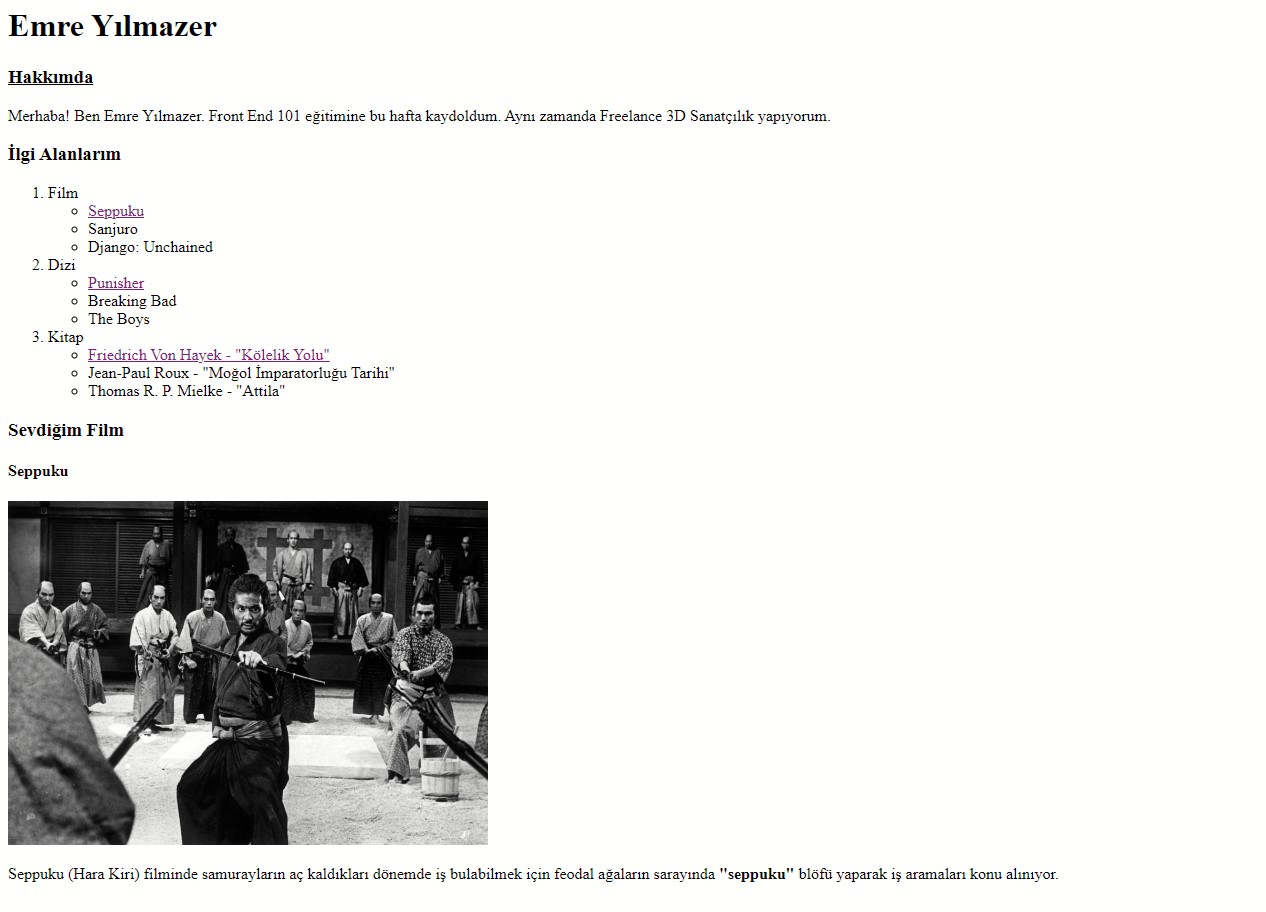 Emre Yılmazer
Hakkımda
Merhaba! Ben Emre Yılmazer. Front End 101 eğitimine bu hafta kaydoldum. Aynı zamanda Freelance 3D Sanatçılık yapıyorum.
İlgi Alanlarım
1. Film
Seppuku
Sanjuro
Django: Unchained
2. Dizi
Punisher
Breaking Bad
The Boys
3. Kitap
Friedrich Von Hayek - "Kölelik Yolu"
Jean-Paul Roux - "Moğol İmparatorluğu Tarihi"
Thomas R. P. Mielke - "Attila"
Sevdiğim Film
Seppuku
Seppuku (Hara Kiri) filminde samurayların aç kaldıkları dönemde iş bulabilmek için feodal ağaların sarayında "seppuku" blöfü yaparak iş aramaları konu alınıyor.